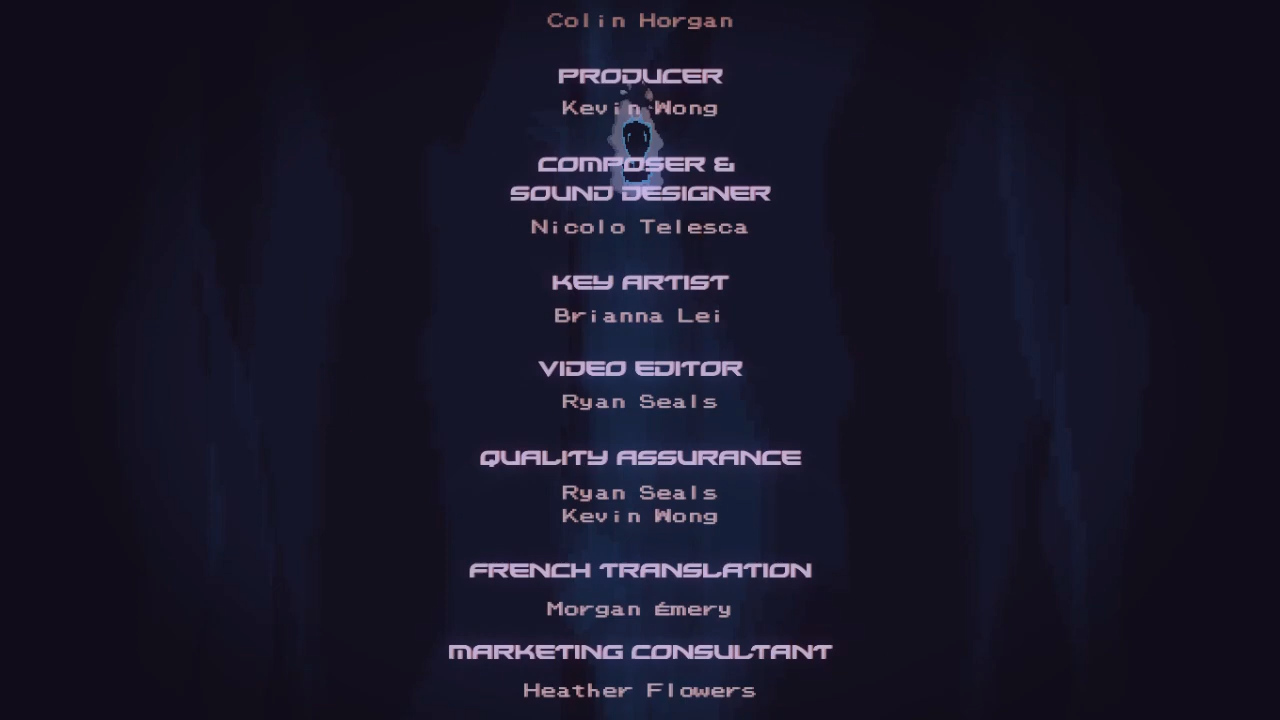 Colin Horgan
PRODUCER
Kevin Wong
COMPOSER &
SOUND DESIGNER
Nicolo Telesca
KEY ARTIST
Brianna Lei
VIDEO EDITOR
Ryan Seals
QUALITY ASSURANCE
Ryan Seals
Kevin Wong
FRENCH TRANSLATION
Morgan Émery
MARKETING CONSULTANT
Heather Flowers